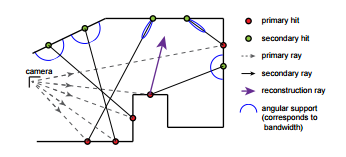 primary hit
secondary hit
primary ray
secondary ray
reconstruction ray
angular support
(corresponds to
bandwidth)
camera